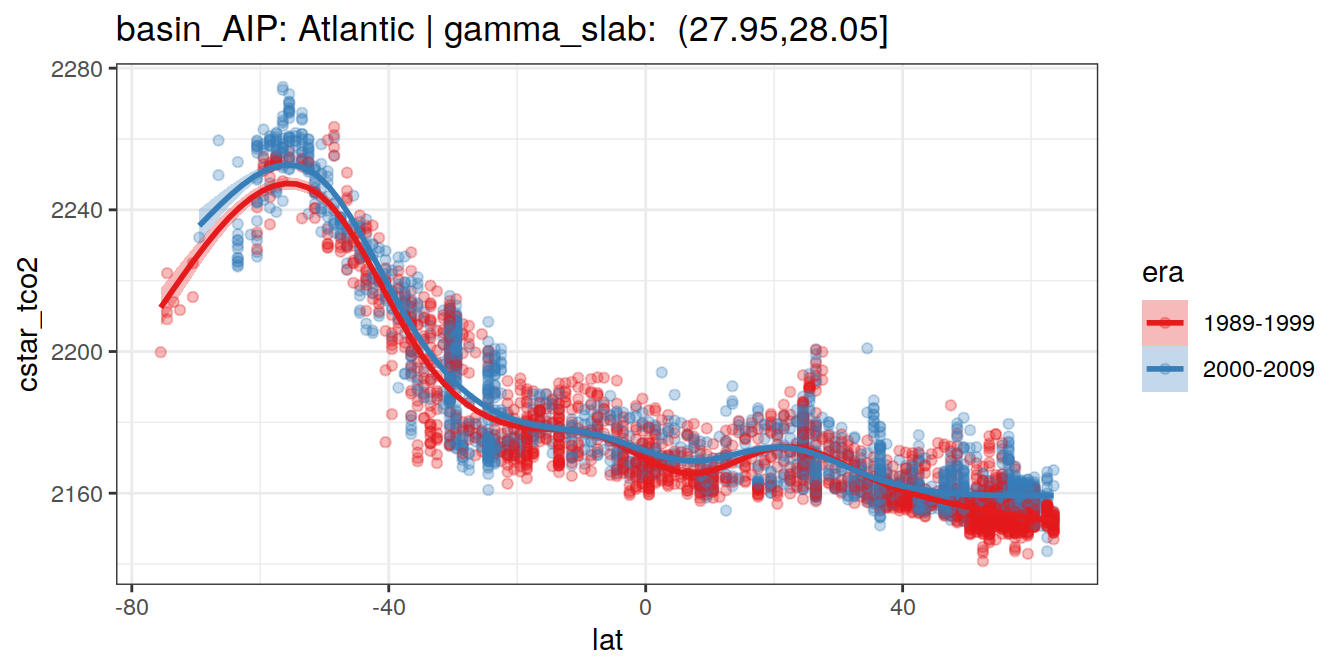 basin_AIP: Atlantic | gamma_slab:  (27.95,28.05]
2280
2240
2200
2160
cstar_tco2
-80
-40
0
40
lat
era
1989-1999
2000-2009